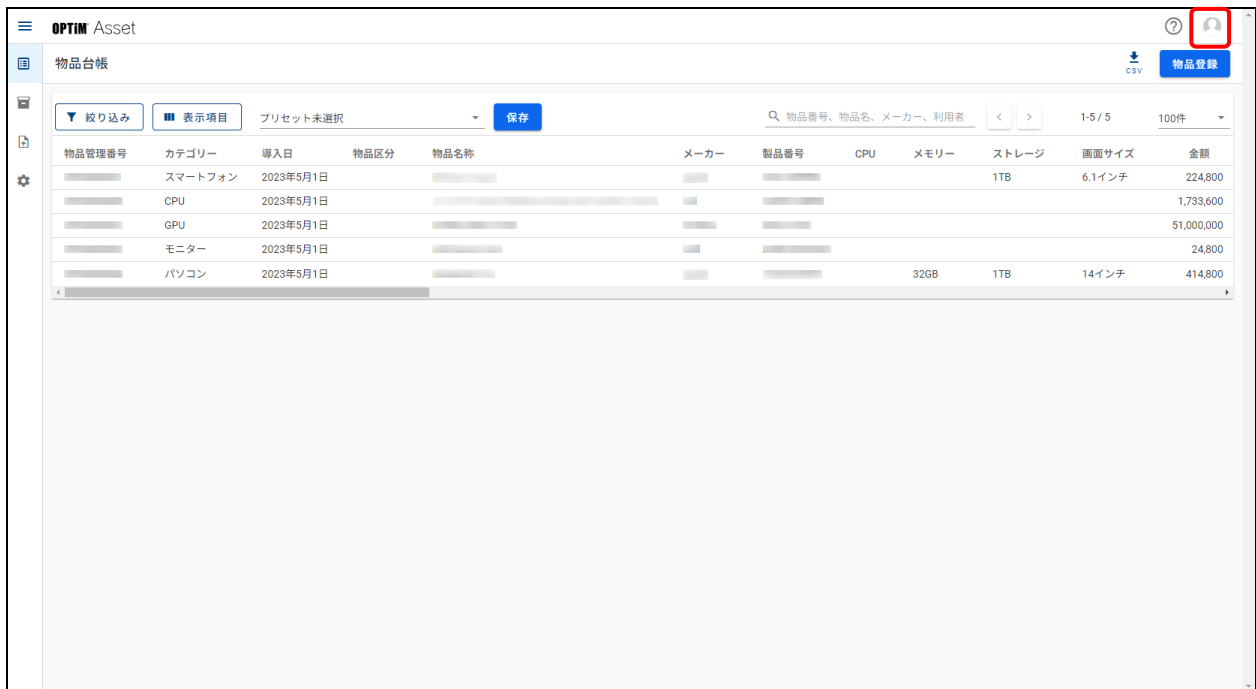 OPTiM Asset
物品台帳
CSV
物品登録
絞り込み 表示項目 プリセット未選択 保存 物品番号、物品名、メーカー、利用者 1-5 / 5 100件
物品管理番号 カテゴリー 導入日 物品区分 物品名称 メーカー 製品番号 CPU メモリー ストレージ 画面サイズ 金額
スマートフォン 2023年5月1日 1TB 6.1インチ 224,800
CPU 2023年5月1日 1,733,600
GPU 2023年5月1日 51,000,000
モニター 2023年5月1日 24,800
パソコン 2023年5月1日 32GB 1TB 14インチ 414,800